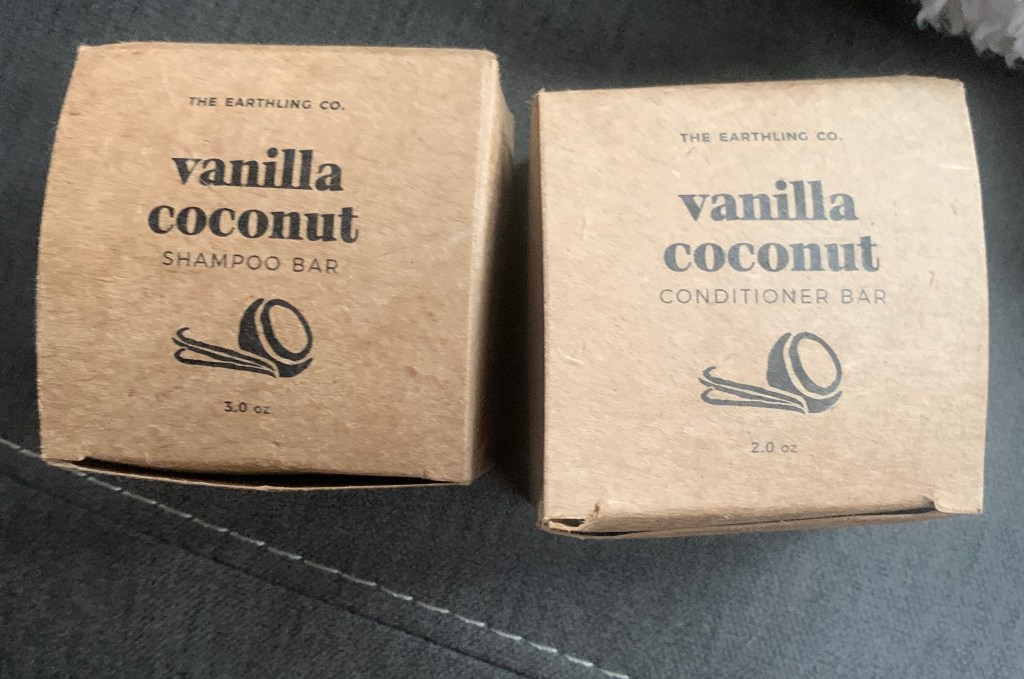 THE EARTHLING CO.
vanilla
coconut
SHAMPOO BAR
3.0 oz
THE EARTHLING CO.
vanilla
coconut
CONDITIONER BAR
2.0 oz